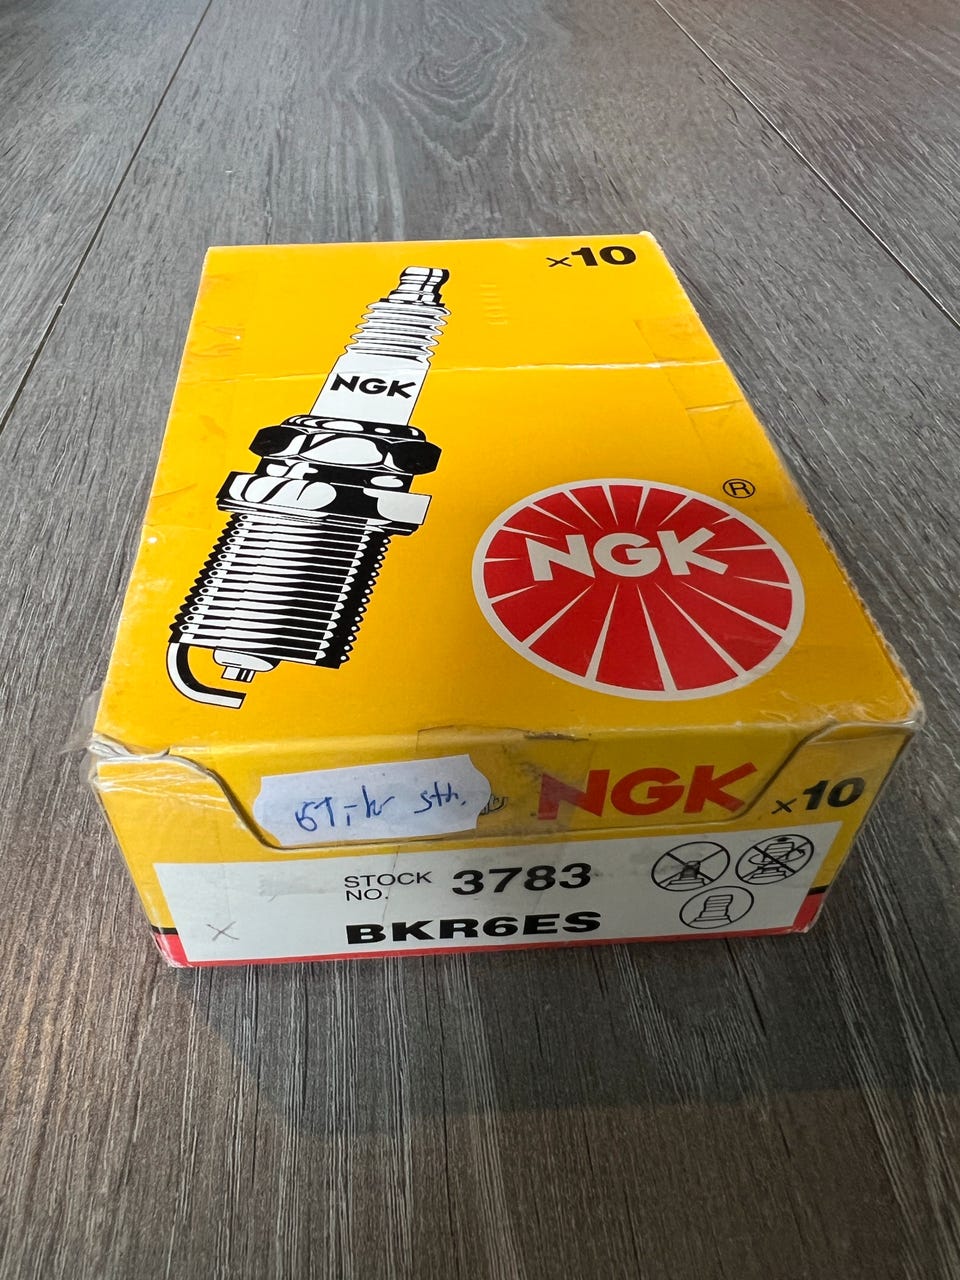 x10
NGK
NGK
®
NGK
x10
STOCK
NO.
3783
BKR6ES